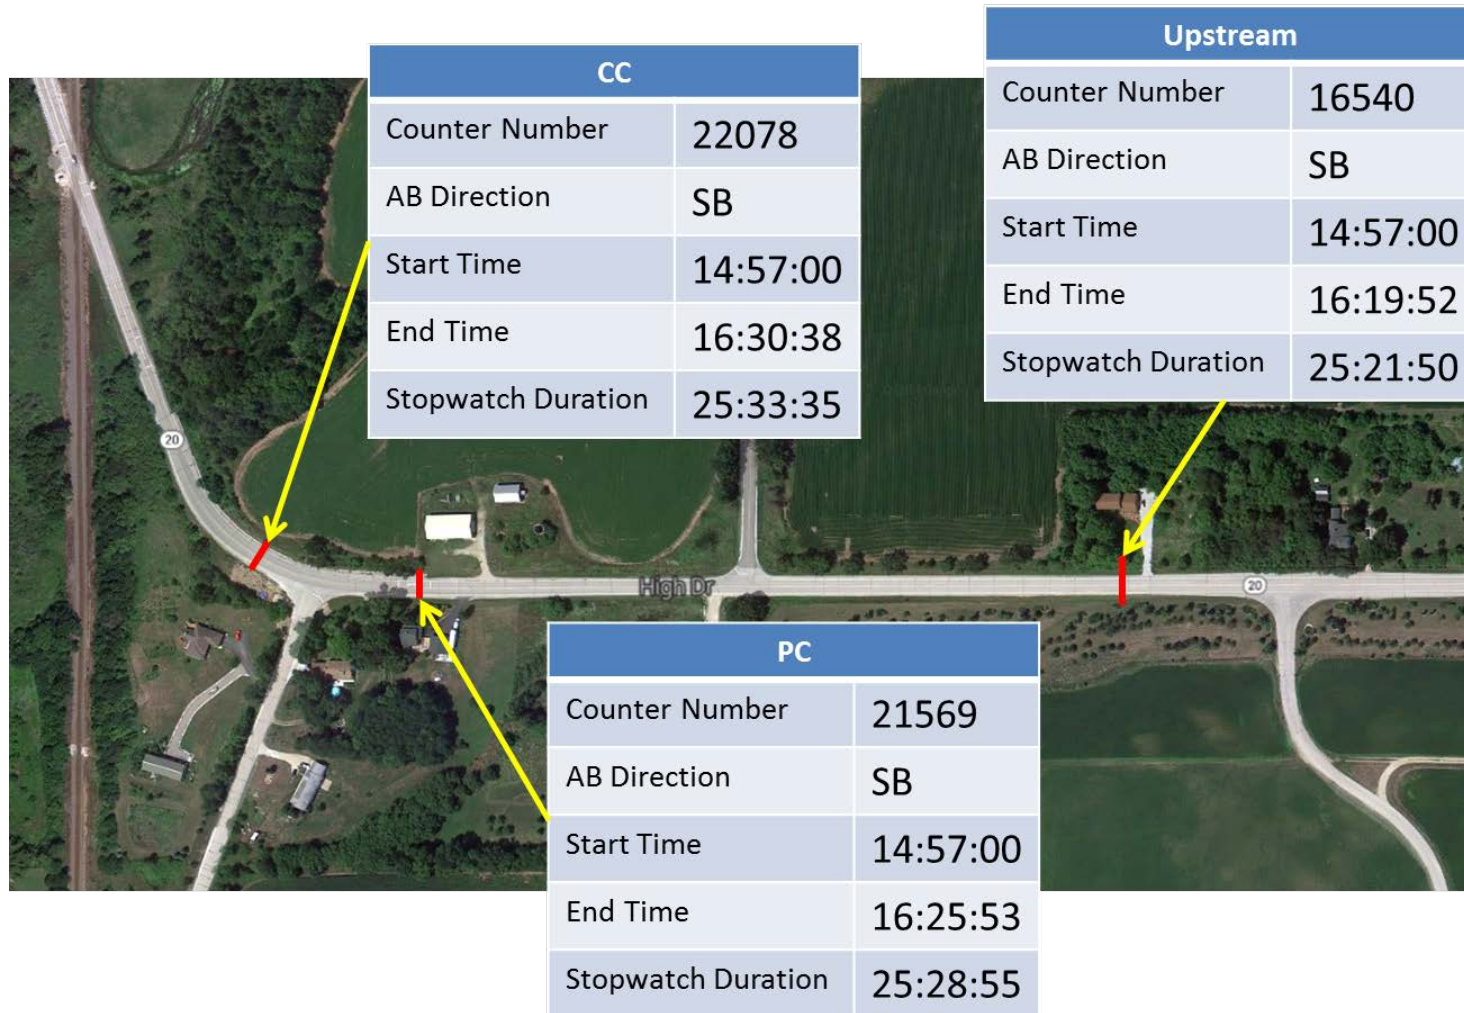 Upstream
Counter Number 16540
AB Direction SB
Start Time 14:57:00
End Time 16:19:52
Stopwatch Duration 25:21:50
CC
Counter Number 22078
AB Direction SB
Start Time 14:57:00
End Time 16:30:38
Stopwatch Duration 25:33:35
20
High Dr
20
PC
Counter Number 21569
AB Direction SB
Start Time 14:57:00
End Time 16:25:53
Stopwatch Duration 25:28:55